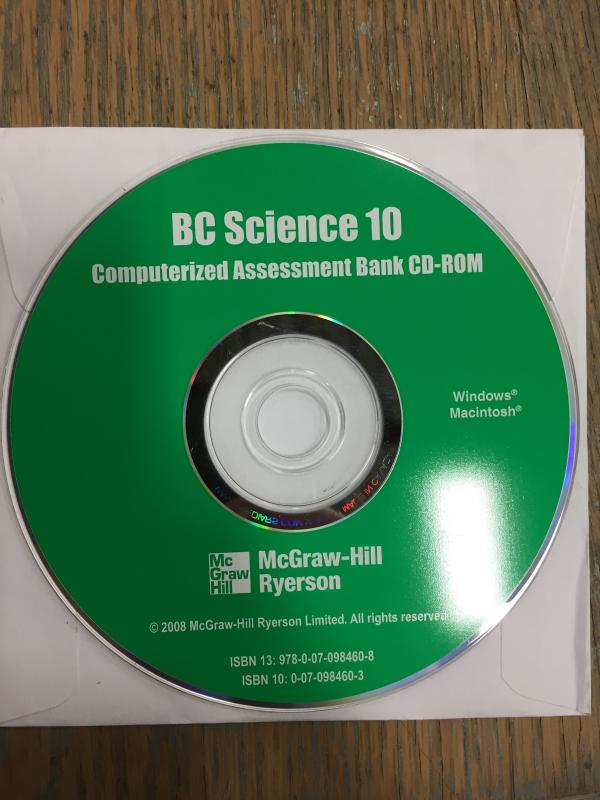 BC Science 10
Computerized Assessment Bank CD-ROM
Windows®
Macintosh®
Mc
Graw
Hill
McGraw-Hill
Ryerson
© 2008 McGraw-Hill Ryerson Limited. All rights reserved.
ISBN 13: 978-0-07-098460-8
ISBN 10: 0-07-098460-3